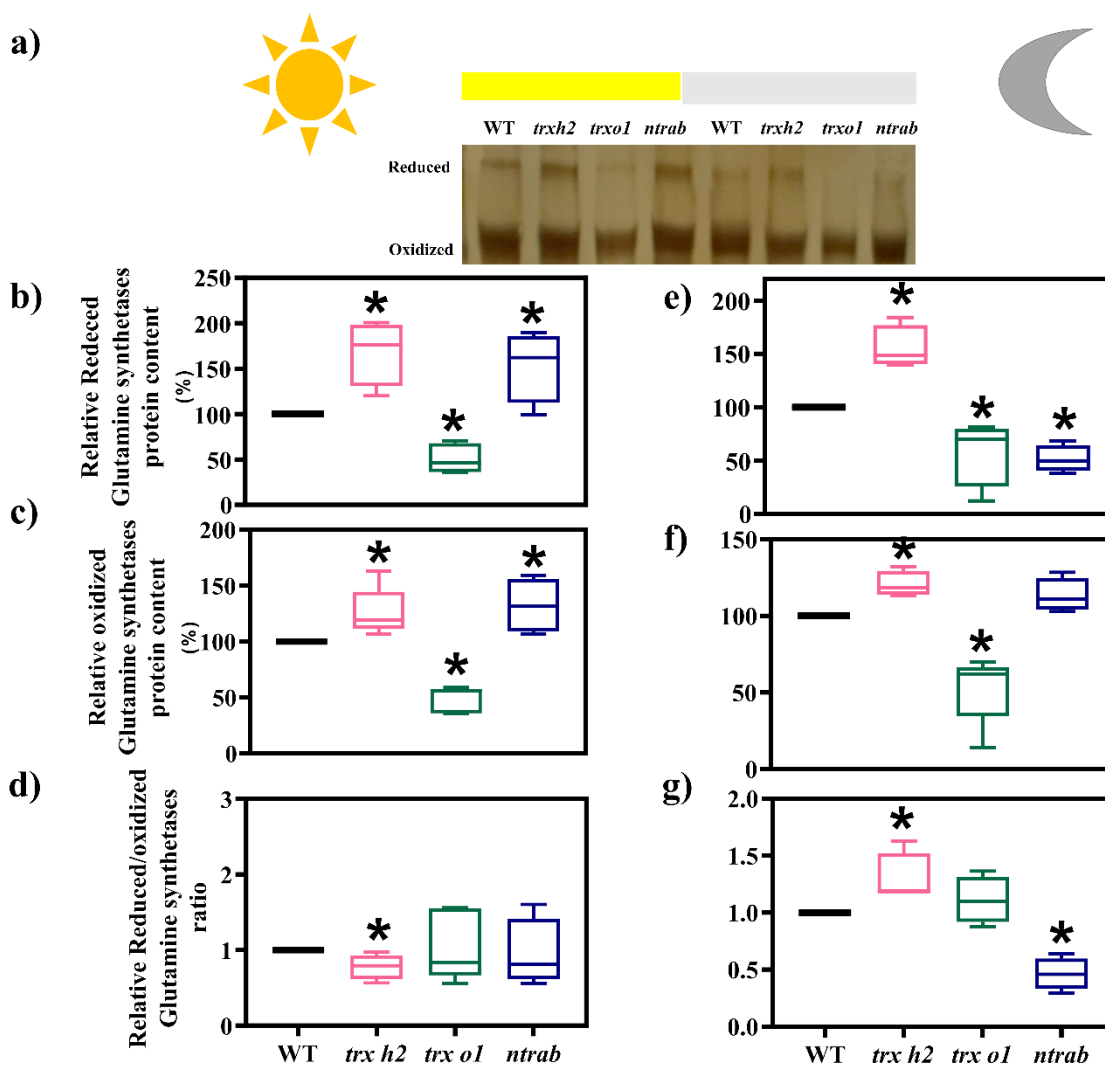 a)
WT trxh2 trxo1 ntrab WT trxh2 trxo1 ntrab
Reduced
Oxidized
b)
Relative Redeced
Glutamine synthetases
protein content
(%)
250
200
150
100
50
0
*
*
*
e)
200
150
100
50
0
*
*
*
c)
Relative oxidized
Glutamine synthetases
protein content
(%)
200
150
100
50
0
*
*
*
f)
150
100
50
0
*
*
d)
Relative Reduced/oxidized
Glutamine synthetases
ratio
3
2
1
0
*
WT trx h2 trx o1 ntrab
g)
2.0
1.5
1.0
0.5
0.0
*
*
WT trx h2 trx o1 ntrab